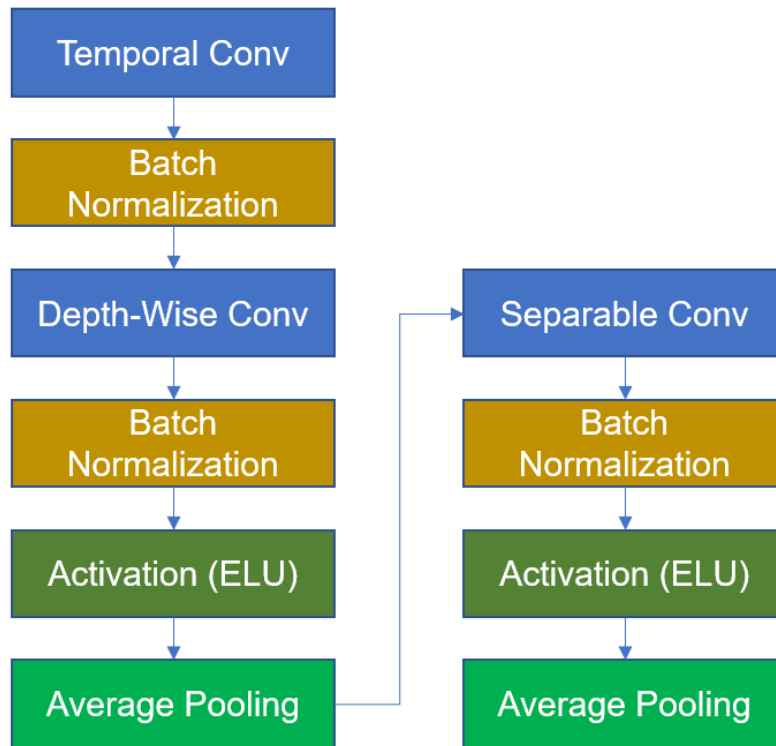 Temporal Conv
Batch
Normalization
Depth-Wise Conv
Batch
Normalization
Activation (ELU)
Average Pooling
Separable Conv
Batch
Normalization
Activation (ELU)
Average Pooling